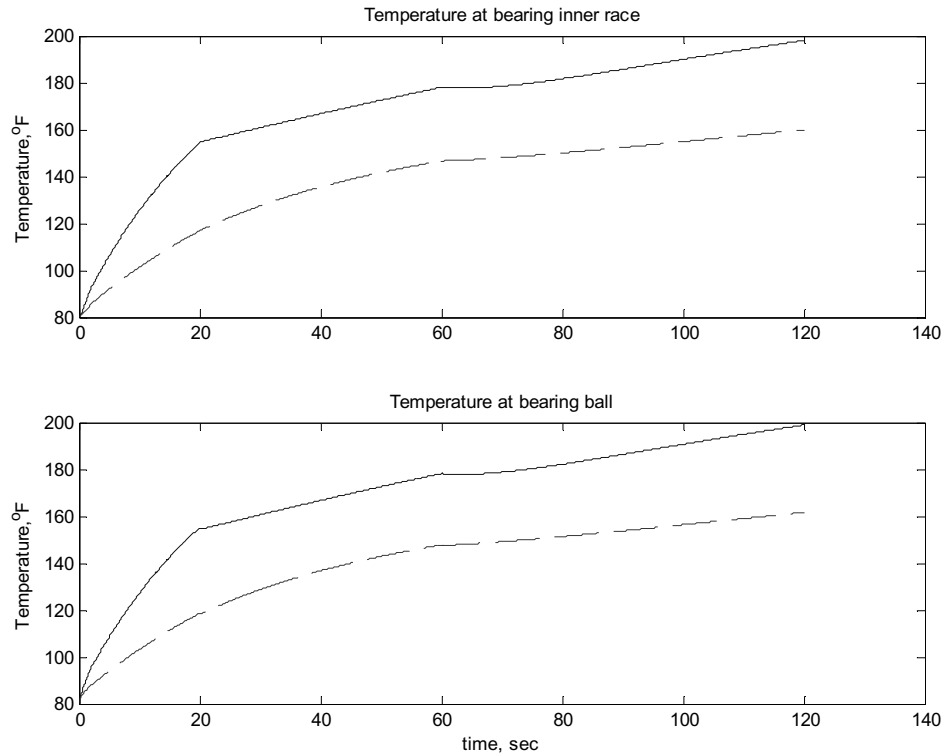 Temperature at bearing inner race
200
180
160
140
120
100
80
Temperature,°F
0 20 40 60 80 100 120 140
Temperature at bearing ball
200
180
160
140
120
100
80
Temperature,°F
0 20 40 60 80 100 120 140
time, sec